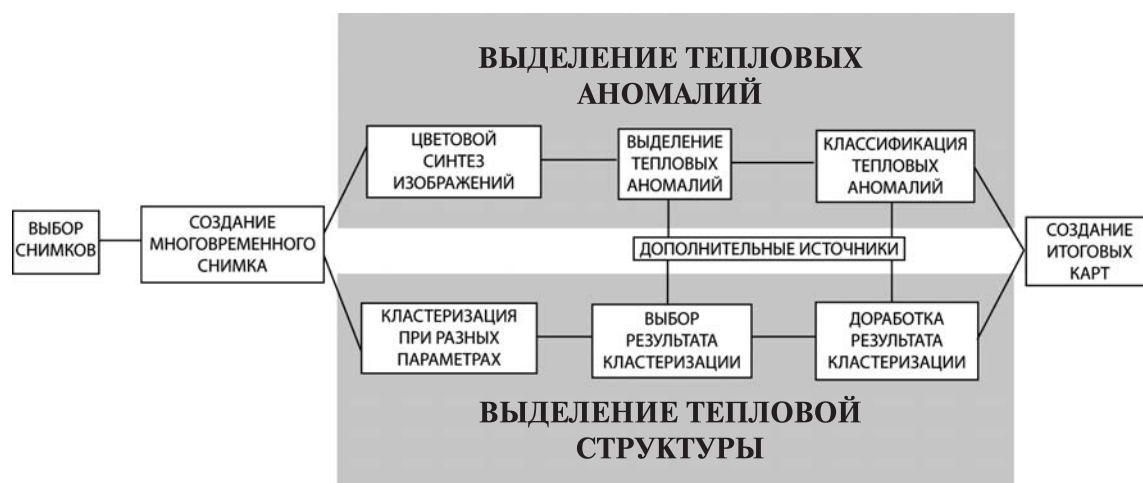 ВЫДЕЛЕНИЕ ТЕПЛОВЫХ
АНОМАЛИЙ
ЦВЕТОВОЙ
СИНТЕЗ
ИЗОБРАЖЕНИЙ
ВЫДЕЛЕНИЕ
ТЕПЛОВЫХ
АНОМАЛИЙ
КЛАССИФИКАЦИЯ
ТЕПЛОВЫХ
АНОМАЛИЙ
ВЫБОР
СНИМКОВ
СОЗДАНИЕ
МНОГОВРЕМЕННОГО
СНИМКА
ДОПОЛНИТЕЛЬНЫЕ ИСТОЧНИКИ
СОЗДАНИЕ
ИТОГОВЫХ
КАРТ
КЛАСТЕРИЗАЦИЯ
ПРИ РАЗНЫХ
ПАРАМЕТРАХ
ВЫБОР
РЕЗУЛЬТАТА
КЛАСТЕРИЗАЦИИ
ДОРАБОТКА
РЕЗУЛЬТАТА
КЛАСТЕРИЗАЦИИ
ВЫДЕЛЕНИЕ ТЕПЛОВОЙ
СТРУКТУРЫ